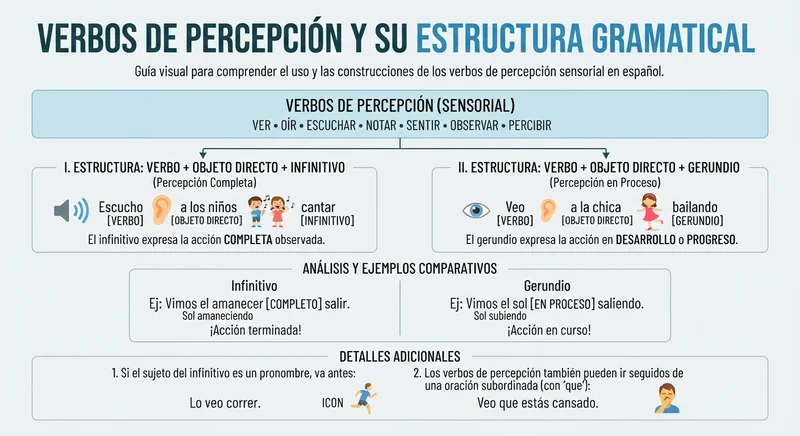 VERBOS DE PERCEPCIÓN Y SU ESTRUCTURA GRAMATICAL
Guía visual para comprender el uso y las construcciones de los verbos de percepción sensorial en español.
VERBOS DE PERCEPCIÓN (SENSORIAL)
VER • OÍR • ESCUCHAR • NOTAR • SENTIR • OBSERVAR • PERCIBIR
I. ESTRUCTURA: VERBO + OBJETO DIRECTO + INFINITIVO
(Percepción Completa)
Escucho a los niños cantar
[VERBO] [OBJETO DIRECTO] [INFINITIVO]
El infinitivo expresa la acción COMPLETA observada.
II. ESTRUCTURA: VERBO + OBJETO DIRECTO + GERUNDIO
(Percepción en Proceso)
Veo a la chica bailando
[VERBO] [OBJETO DIRECTO] [GERUNDIO]
El gerundio expresa la acción en DESARROLLO o PROGRESO.
ANÁLISIS Y EJEMPLOS COMPARATIVOS
Infinitivo
Ej: Vimos el amanecer [COMPLETO] salir.
Sol amaneciendo
¡Acción terminada!
Gerundio
Ej: Vimos el sol [EN PROCESO] saliendo.
Sol subiendo
¡Acción en curso!
DETALLES ADICIONALES
1. Si el sujeto del infinitivo es un pronombre, va antes:
Lo veo correr. ICON
2. Los verbos de percepción también pueden ir seguidos de
una oración subordinada (con 'que'):
Veo que estás cansado.